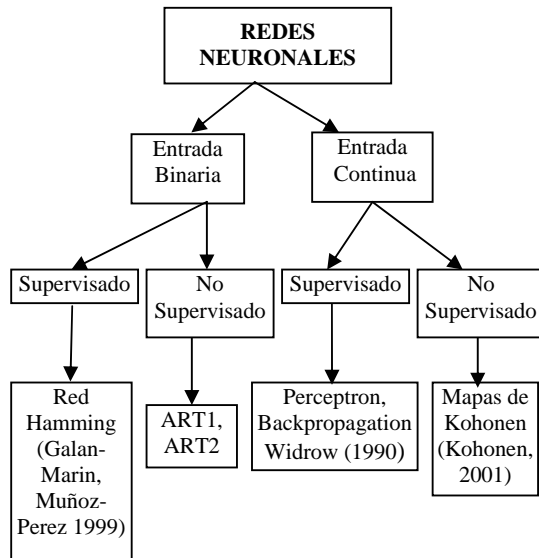 REDES
NEURONALES
Entrada
Binaria
Entrada
Continua
Supervisado
No
Supervisado
Supervisado
No
Supervisado
Red
Hamming
(Galan-
Marin,
Muñoz-
Perez 1999)
ART1,
ART2
Perceptron,
Backpropagation
Widrow (1990)
Mapas de
Kohonen
(Kohonen,
2001)